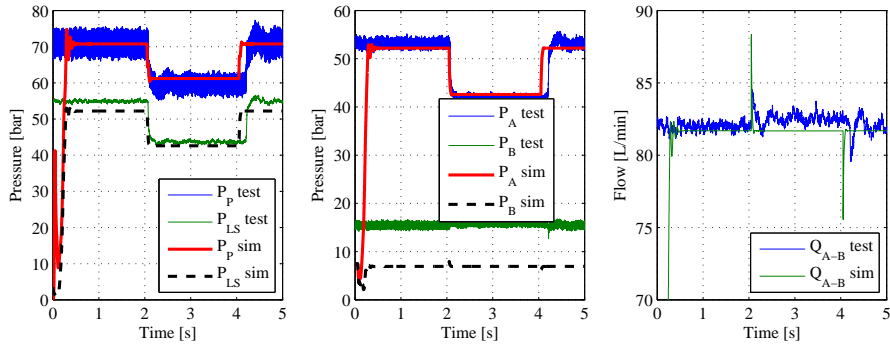 80
70
60
50
40
30
20
10
0
0 1 2 3 4 5
Pressure [bar]
Time [s]
P_P test
P_LS test
P_P sim
P_LS sim
60
50
40
30
20
10
0
0 1 2 3 4 5
Pressure [bar]
Time [s]
P_A test
P_B test
P_A sim
P_B sim
90
85
82
75
70
0 1 2 3 4 5
Flow [L/min]
Time [s]
Q_A−B test
Q_A−B sim